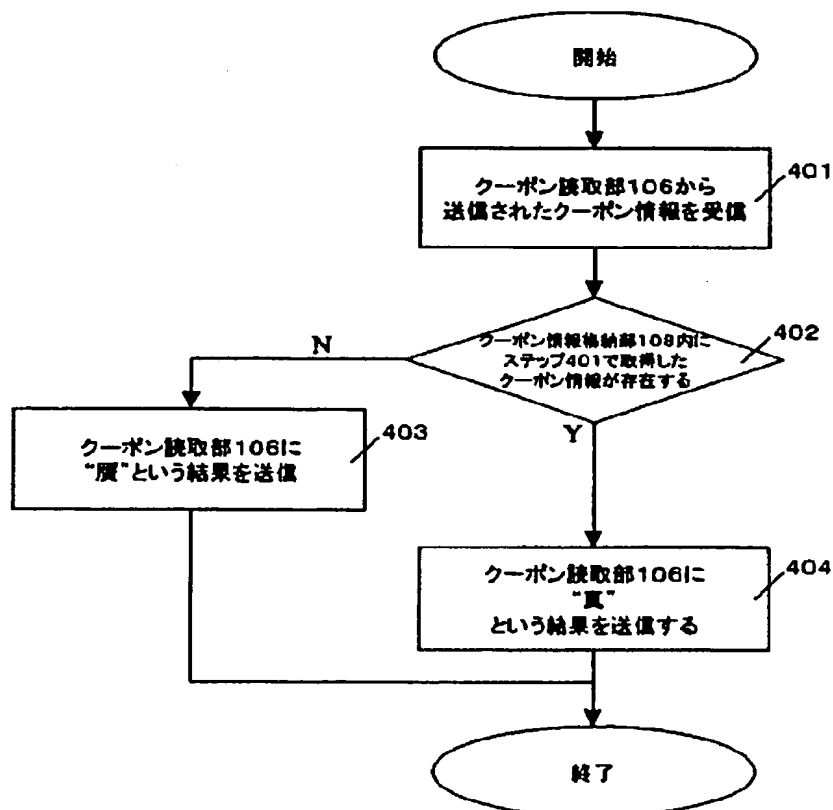 開始
401
クーポン読取部106から
送信されたクーポン情報を受信
402
クーポン情報格納部108内に
ステップ401で取得した
クーポン情報が存在する
N
Y
403
クーポン読取部106に
“贋”という結果を送信
404
クーポン読取部106に
“真”
という結果を送信する
終了